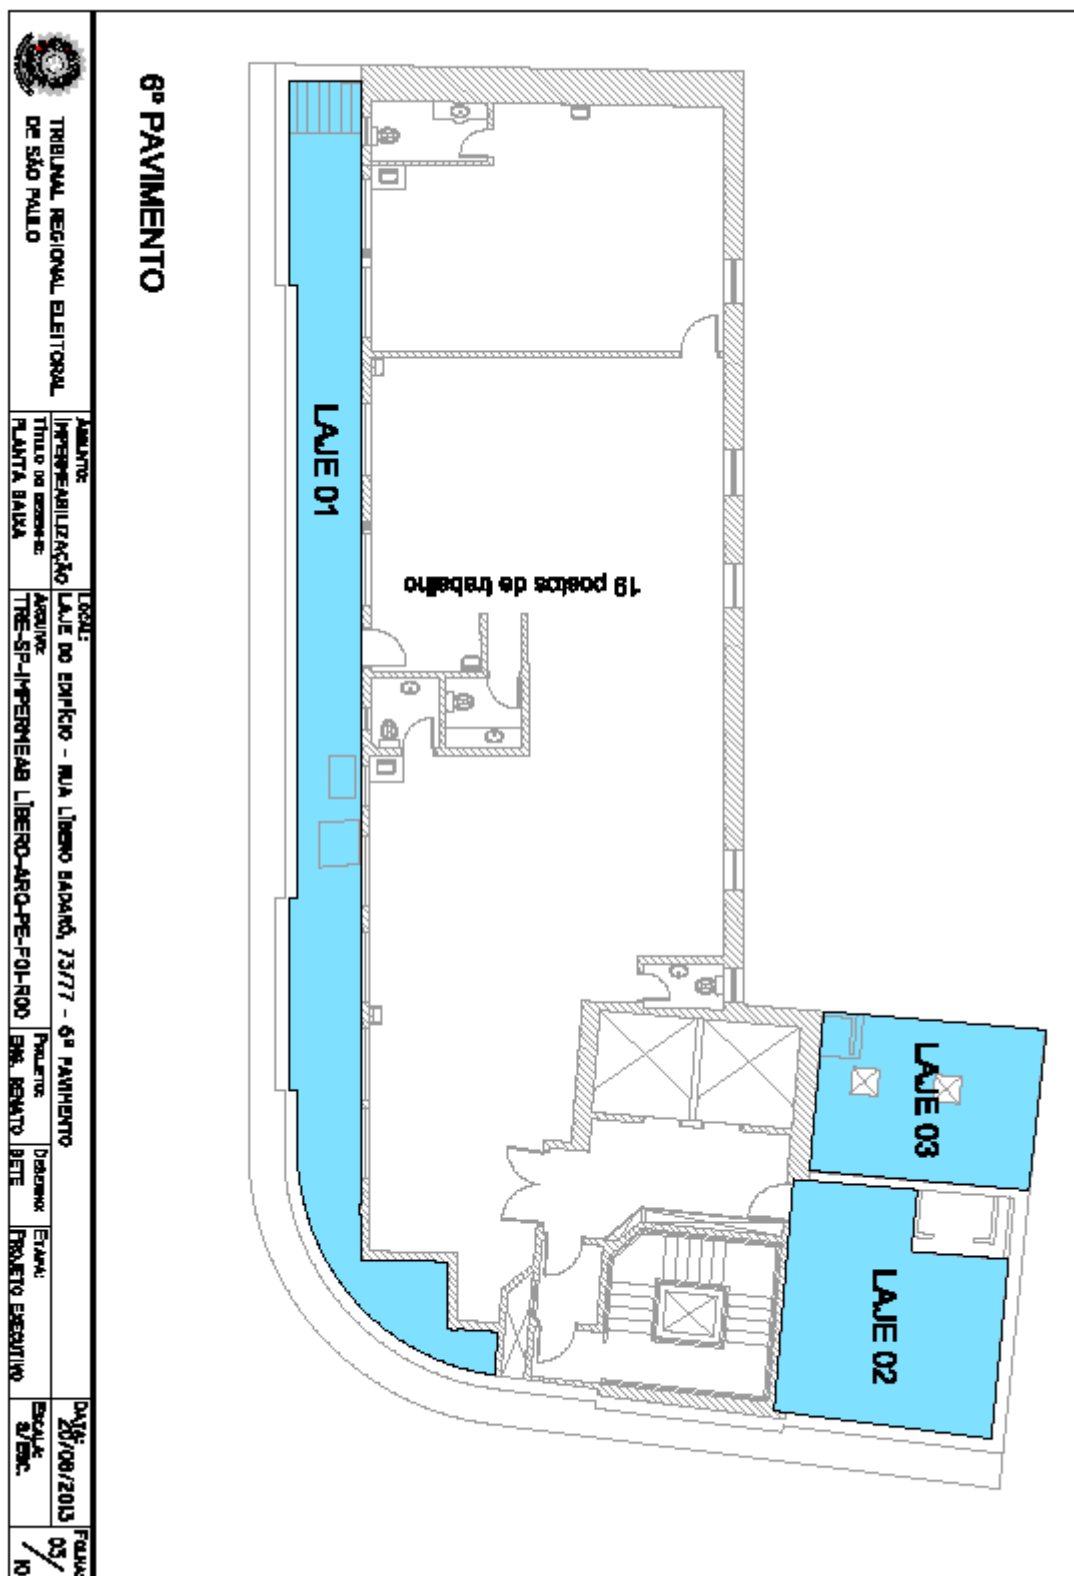 6º PAVIMENTO
LAJE 01
19 postos de trabalho
LAJE 03
LAJE 02
TRIBUNAL REGIONAL ELEITORAL
DE SÃO PAULO
ASSUNTO:
IMPERMEABILIZAÇÃO
TÍTULO DO DESENHO:
PLANTA BAIXA
LOCAL:
LAJE DO EDIFÍCIO - RUA LÍBERO BADARÓ, 73/77 - 6º PAVIMENTO
ARQUIVO:
TRE-SP-IMPERMEAB LÍBERO-ARQ-PE-F01-R00
PROJETO:
ENG. RENATO
DESENHO:
BETE
ETAPA:
PROJETO EXECUTIVO
DATA:
20/08/2013
ESCALA:
S/ESC.
FOLHA:
03/
10